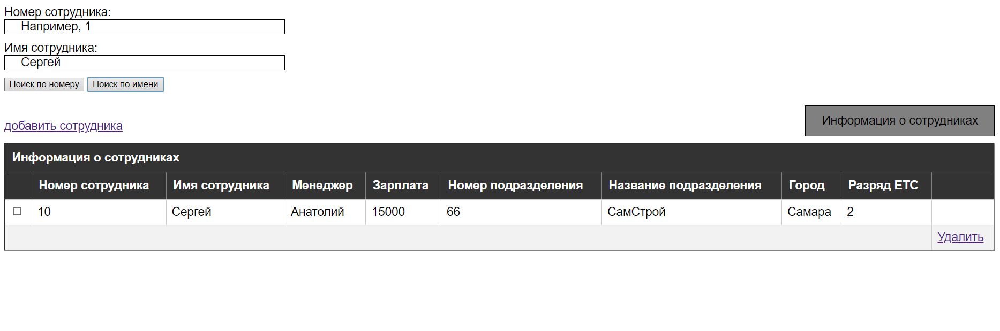 Номер сотрудника:
Например, 1
Имя сотрудника:
Сергей
Поиск по номеру Поиск по имени
добавить сотрудника
Информация о сотрудниках
Информация о сотрудниках
Номер сотрудника Имя сотрудника Менеджер Зарплата Номер подразделения Название подразделения Город Разряд ЕТС
10 Сергей Анатолий 15000 66 СамСтрой Самара 2
Удалить